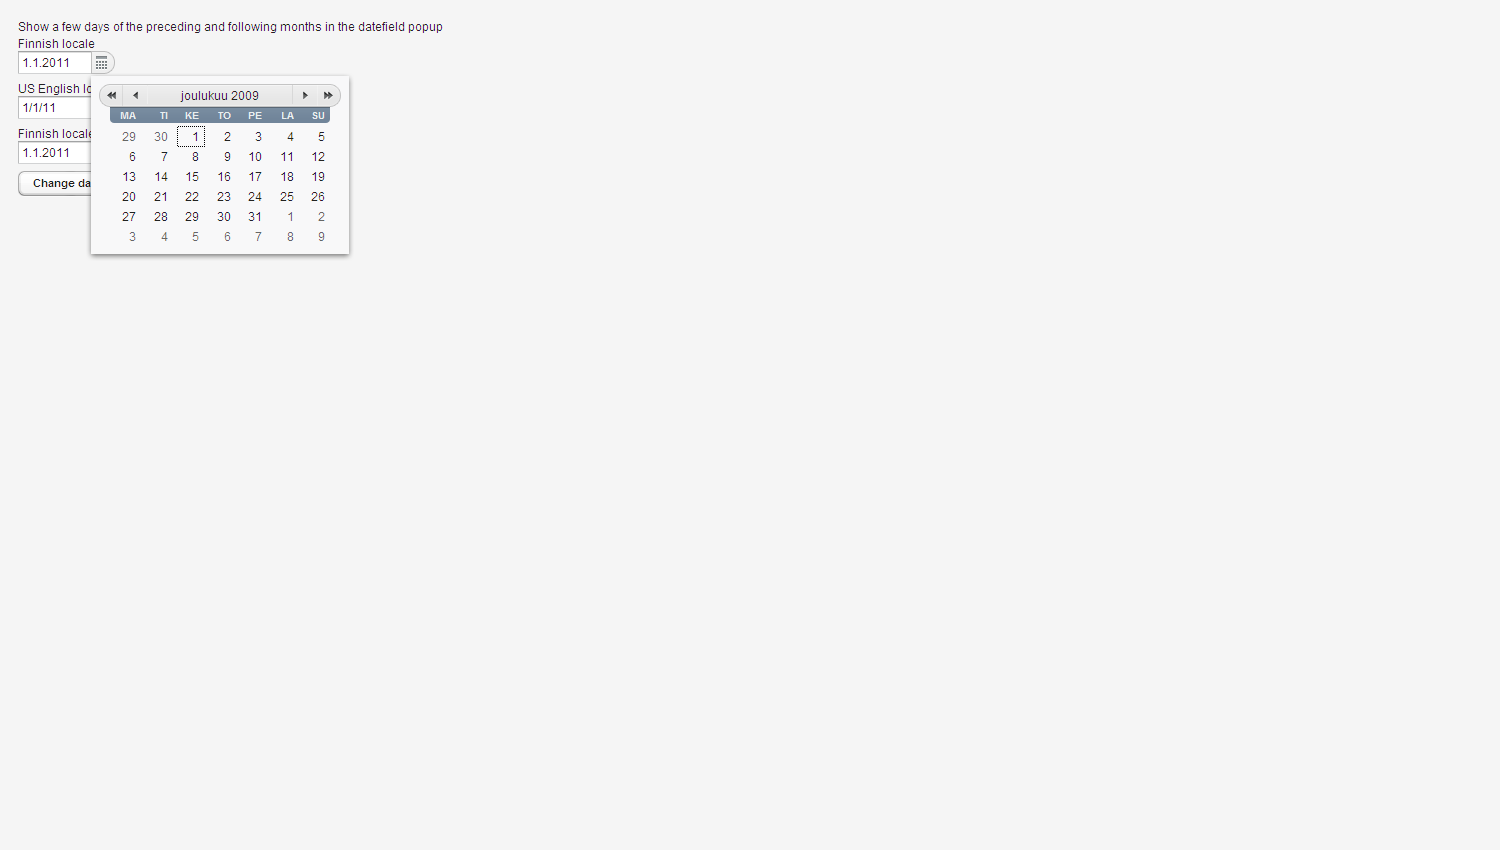 Show a few days of the preceding and following months in the datefield popup
Finnish locale
1.1.2011
US English lo
1/1/11
Finnish locale
1.1.2011
Change da
joulukuu 2009
MA TI KE TO PE LA SU
29 30 1 2 3 4 5
6 7 8 9 10 11 12
13 14 15 16 17 18 19
20 21 22 23 24 25 26
27 28 29 30 31 1 2
3 4 5 6 7 8 9